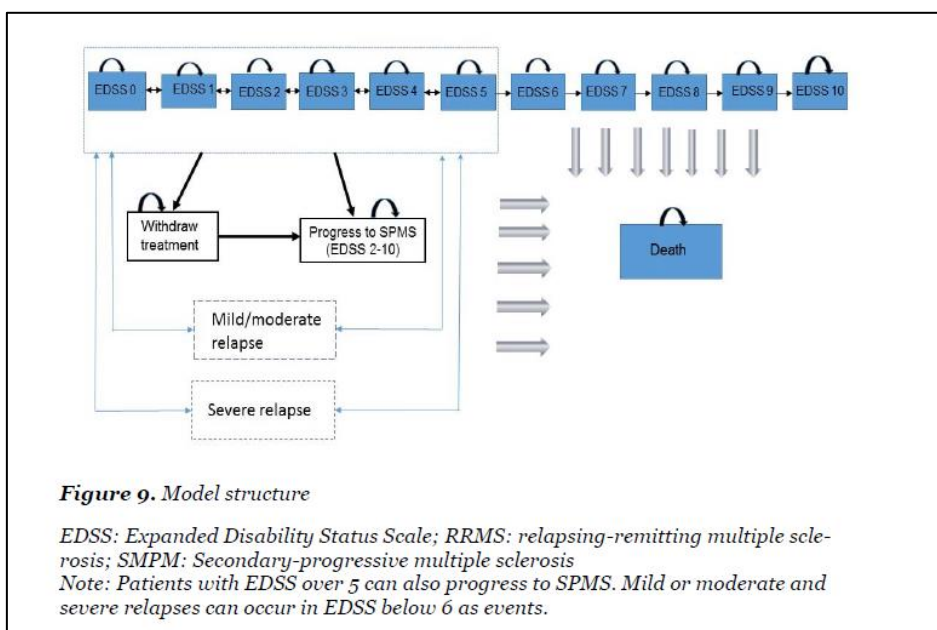 EDSS 0
EDSS 1
EDSS 2
EDSS 3
EDSS 4
EDSS 5
EDSS 6
EDSS 7
EDSS 8
EDSS 9
EDSS 10
Withdraw
treatment
Progress to SPMS
(EDSS 2-10)
Death
Mild/moderate
relapse
Severe relapse
Figure 9. Model structure
EDSS: Expanded Disability Status Scale; RRMS: relapsing-remitting multiple scle-
rosis; SMPM: Secondary-progressive multiple sclerosis
Note: Patients with EDSS over 5 can also progress to SPMS. Mild or moderate and
severe relapses can occur in EDSS below 6 as events.